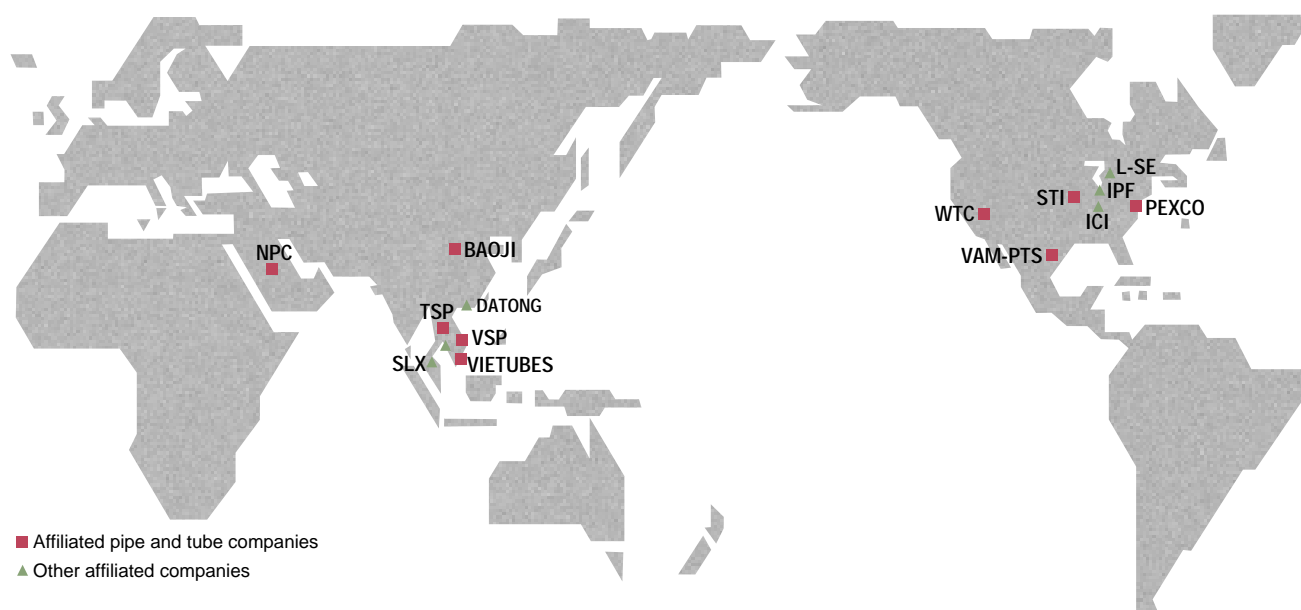 L-SE
IPF
STI
PEXCO
WTC
ICI
NPC
BAOJI
VAM-PTS
DATONG
TSP
VSP
SLX
VIETUBES
Affiliated pipe and tube companies
Other affiliated companies